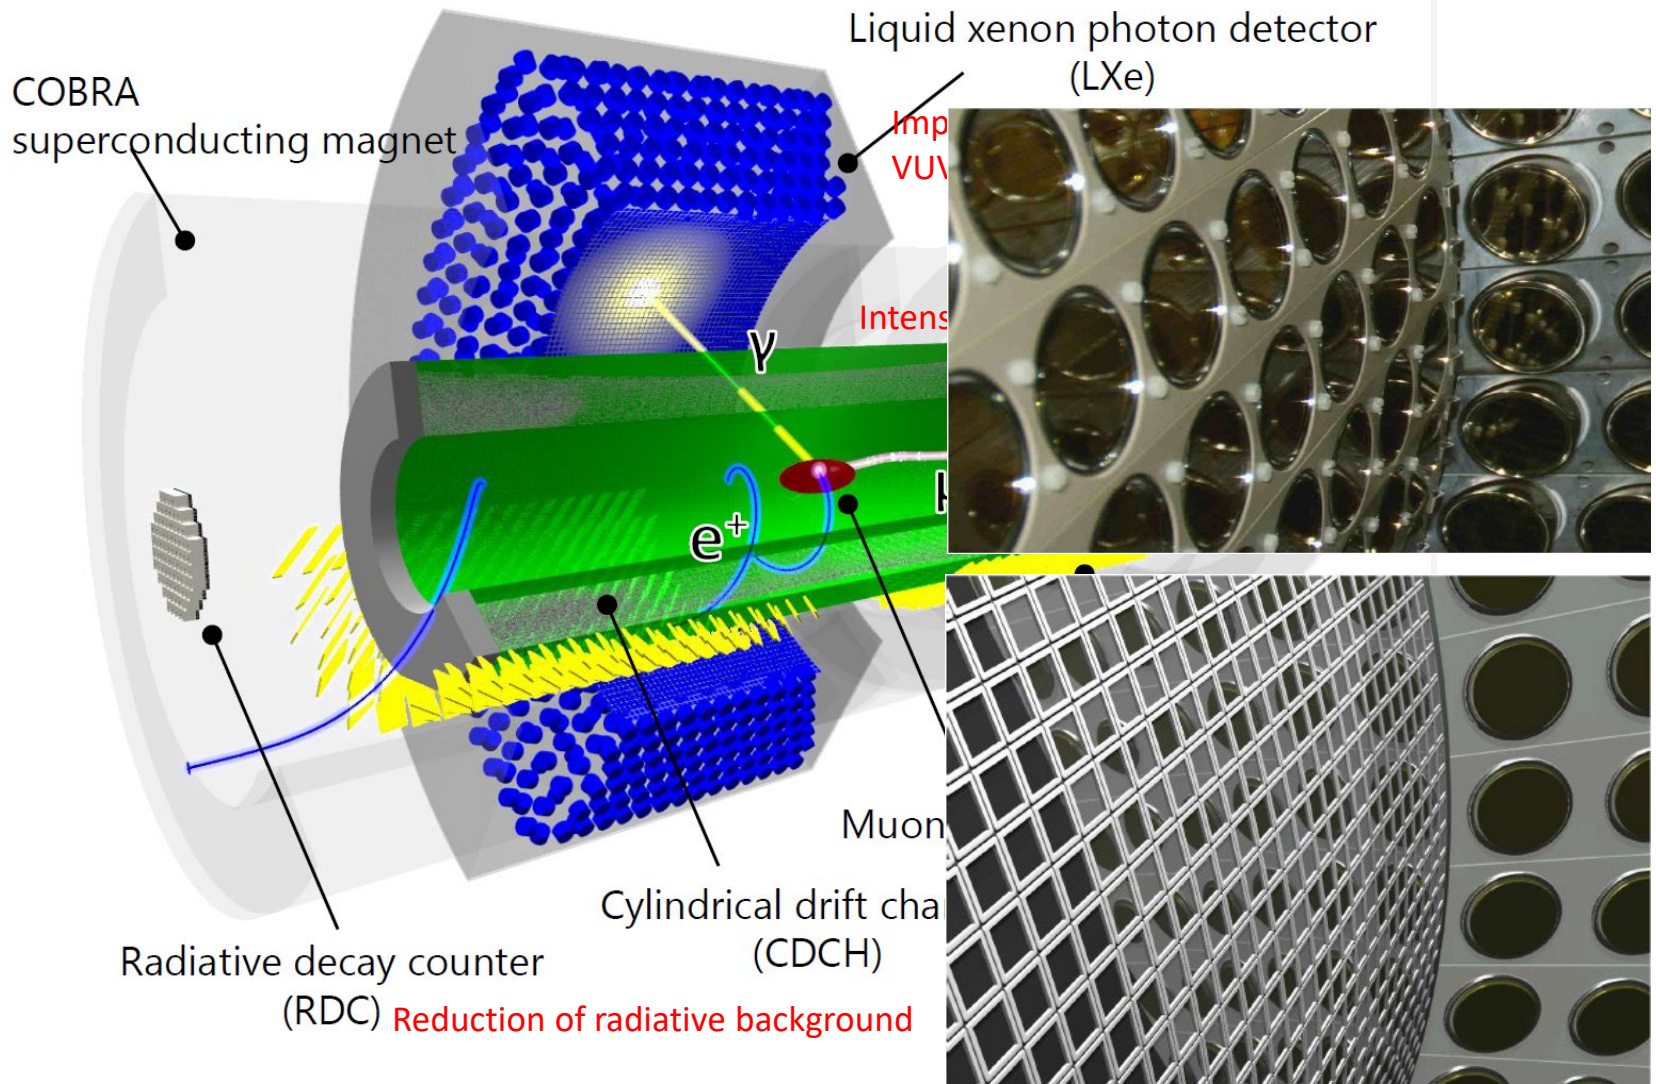 Liquid xenon photon detector
(LXe)
COBRA
superconducting magnet
γ
e⁺
Muon
Cylindrical drift
(CDCH)
Radiative decay counter
(RDC)
Reduction of radiative background